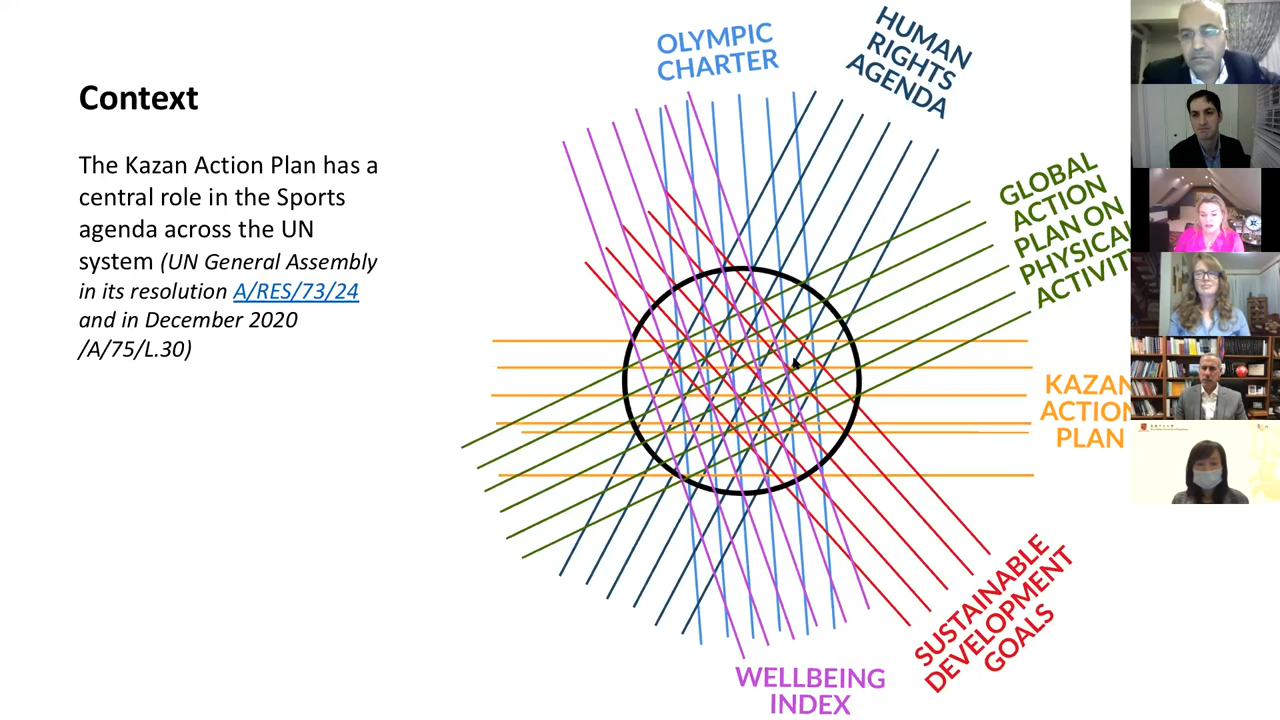 Context
The Kazan Action Plan has a
central role in the Sports
agenda across the UN
system (UN General Assembly
in its resolution A/RES/73/24
and in December 2020
/A/75/L.30)
OLYMPIC
CHARTER
HUMAN
RIGHTS
AGENDA
GLOBAL
ACTION
PLAN ON
PHYSICAL
ACTIVITY
KAZAN
ACTION
PLAN
SUSTAINABLE
DEVELOPMENT
GOALS
WELLBEING
INDEX